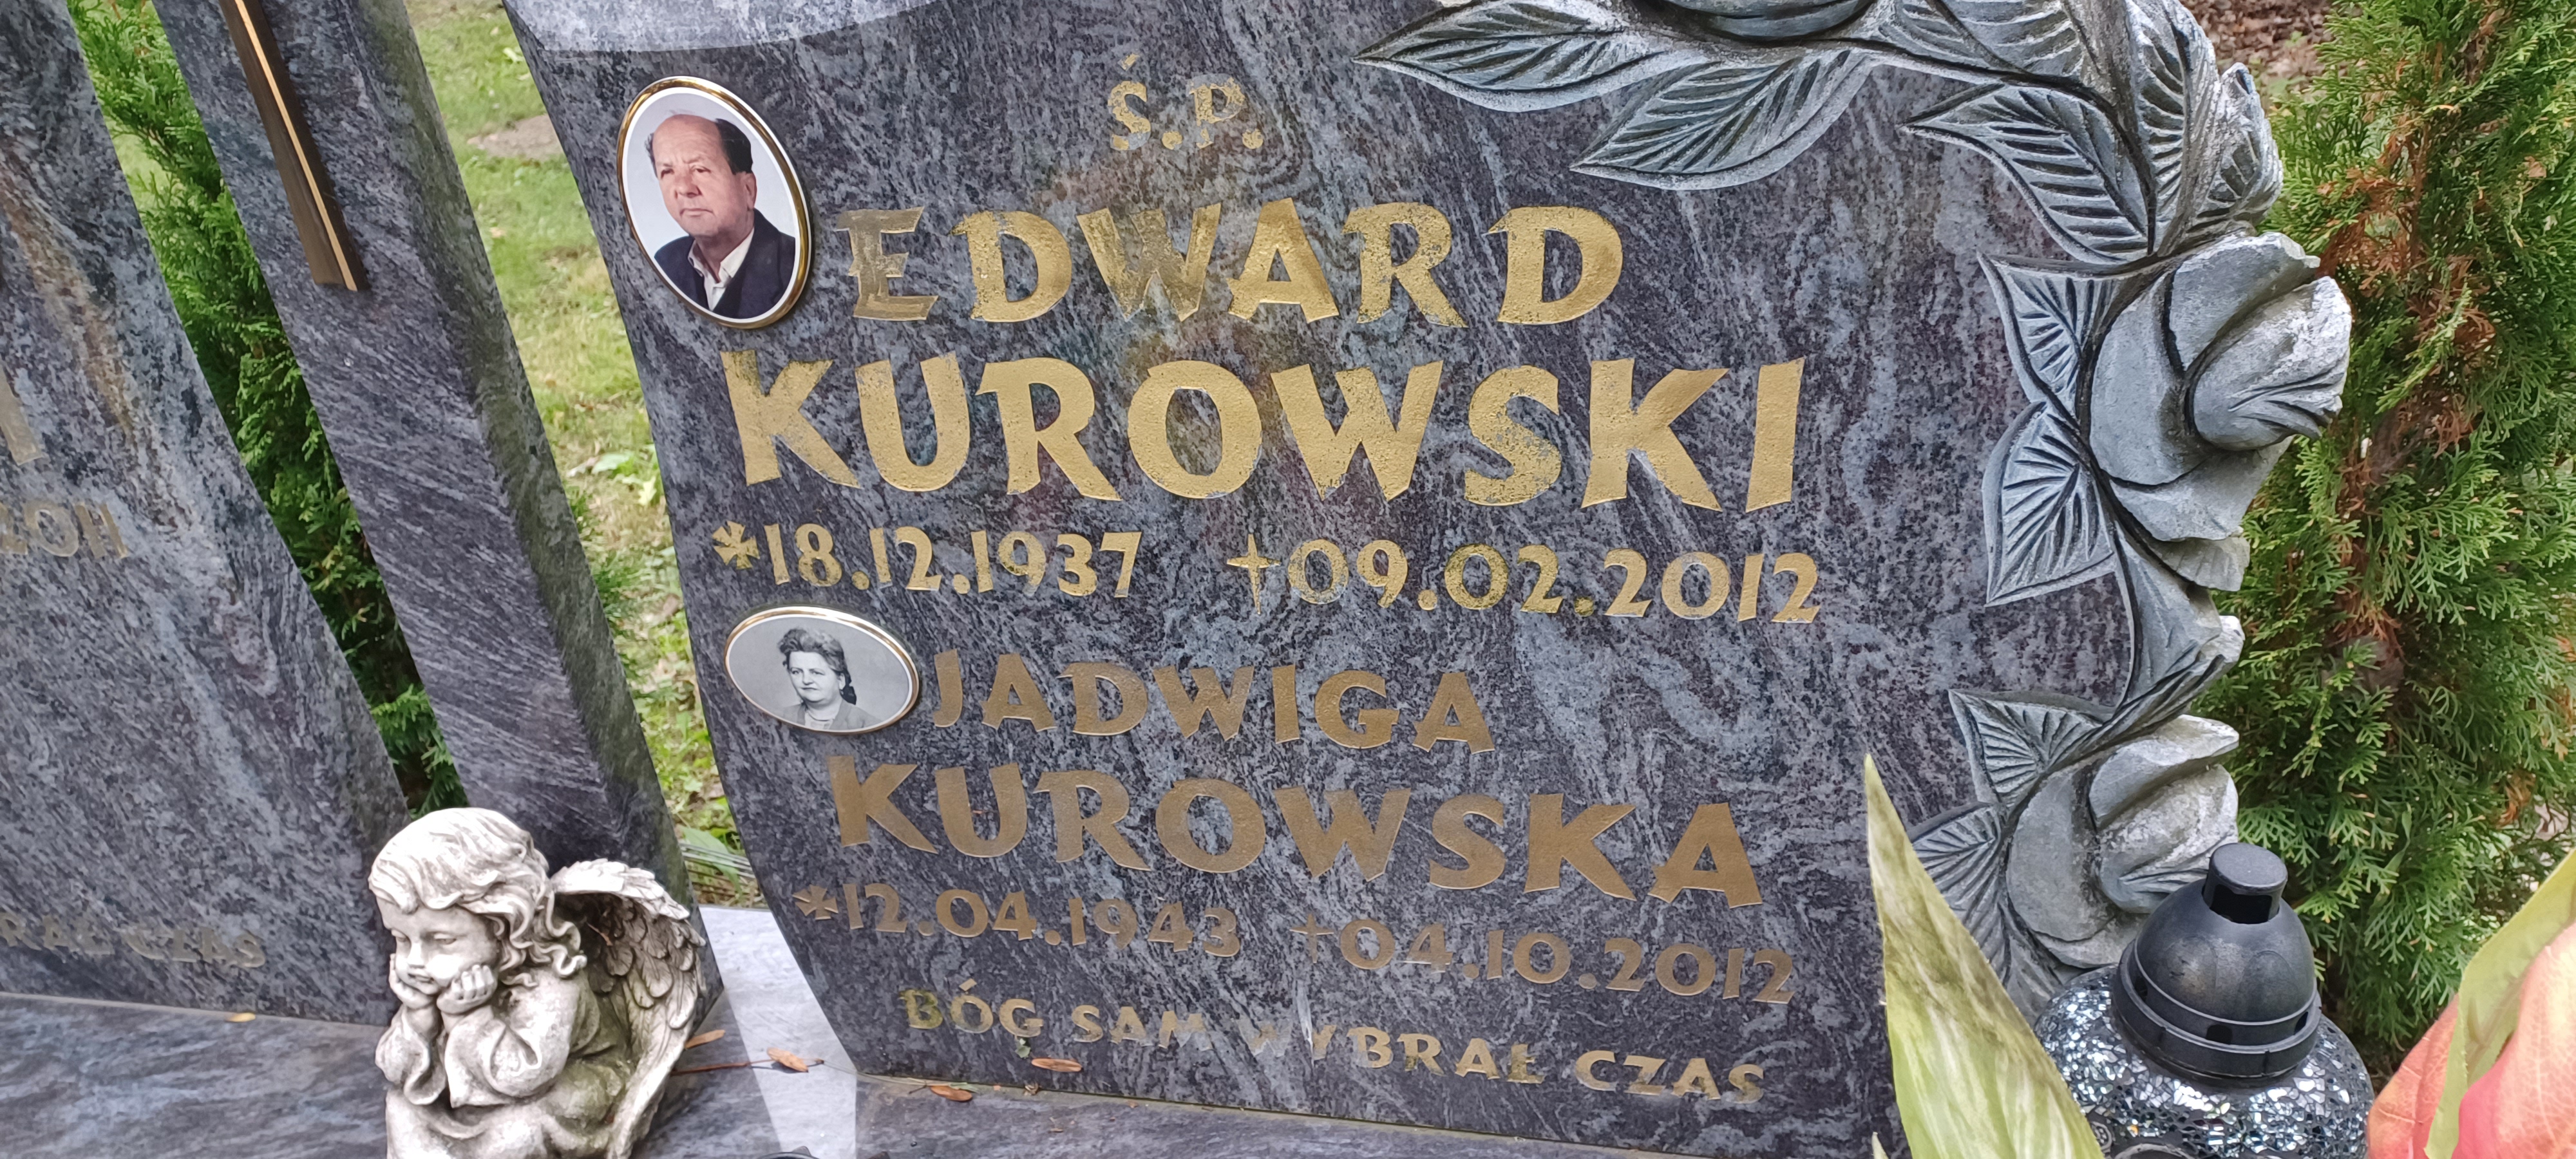 Ś.P.
EDWARD
KUROWSKI
*18.12.1937 †09.02.2012
JADWIGA
KUROWSKA
*12.04.1943 †04.10.2012
BÓG SAM WYBRAŁ CZAS
CZAS